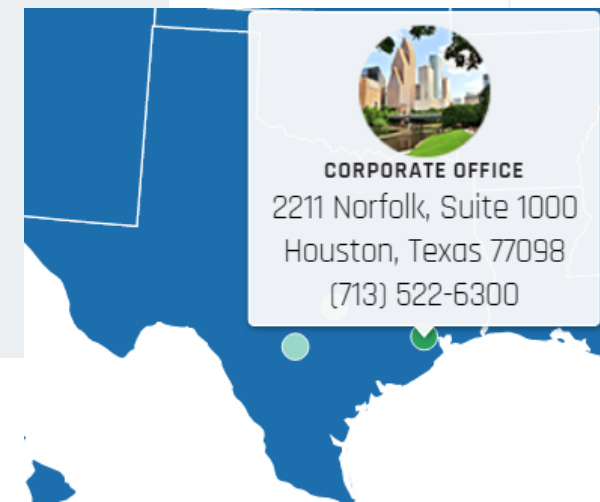 CORPORATE OFFICE
2211 Norfolk, Suite 1000
Houston, Texas 77098
(713) 522-6300